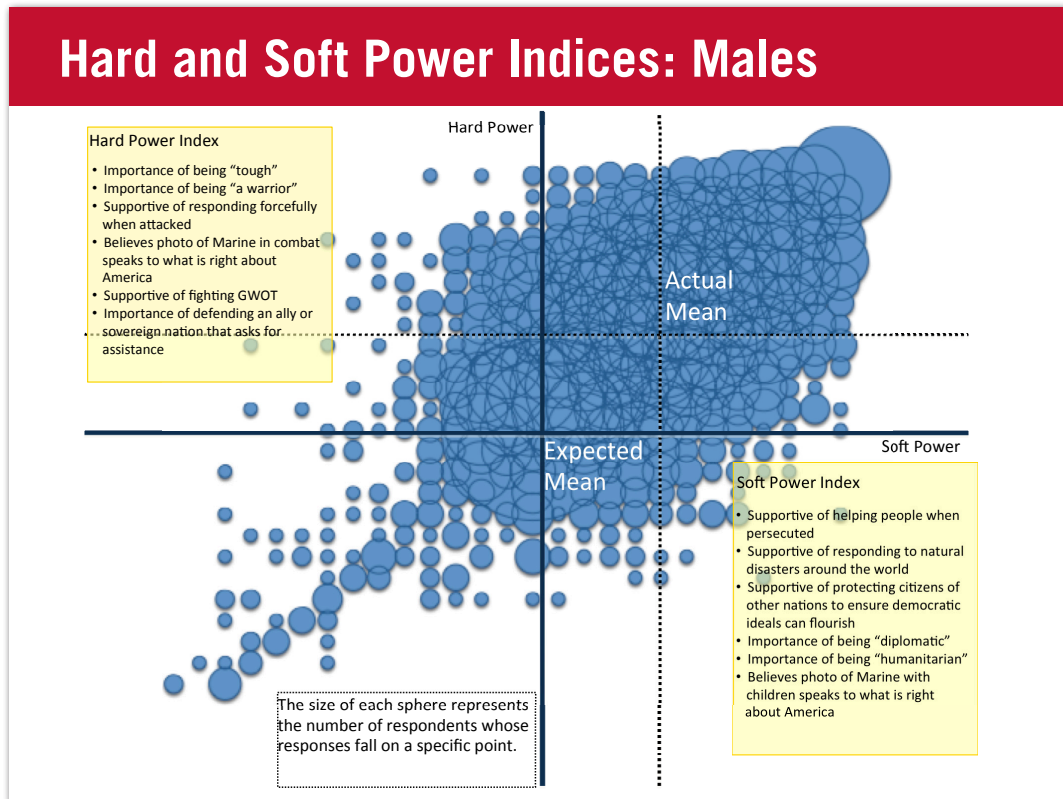 Hard and Soft Power Indices: Males
Hard Power
Hard Power Index
• Importance of being “tough”
• Importance of being “a warrior”
• Supportive of responding forcefully
when attacked
• Believes photo of Marine in combat
speaks to what is right about
America
• Supportive of fighting GWOT
• Importance of defending an ally or
sovereign nation that asks for
assistance
Actual
Mean
Expected
Mean
Soft Power
Soft Power Index
• Supportive of helping people when
persecuted
• Supportive of responding to natural
disasters around the world
• Supportive of protecting citizens of
other nations to ensure democratic
ideals can flourish
• Importance of being “diplomatic”
• Importance of being “humanitarian”
• Believes photo of Marine with
children speaks to what is right
about America
The size of each sphere represents
the number of respondents whose
responses fall on a specific point.